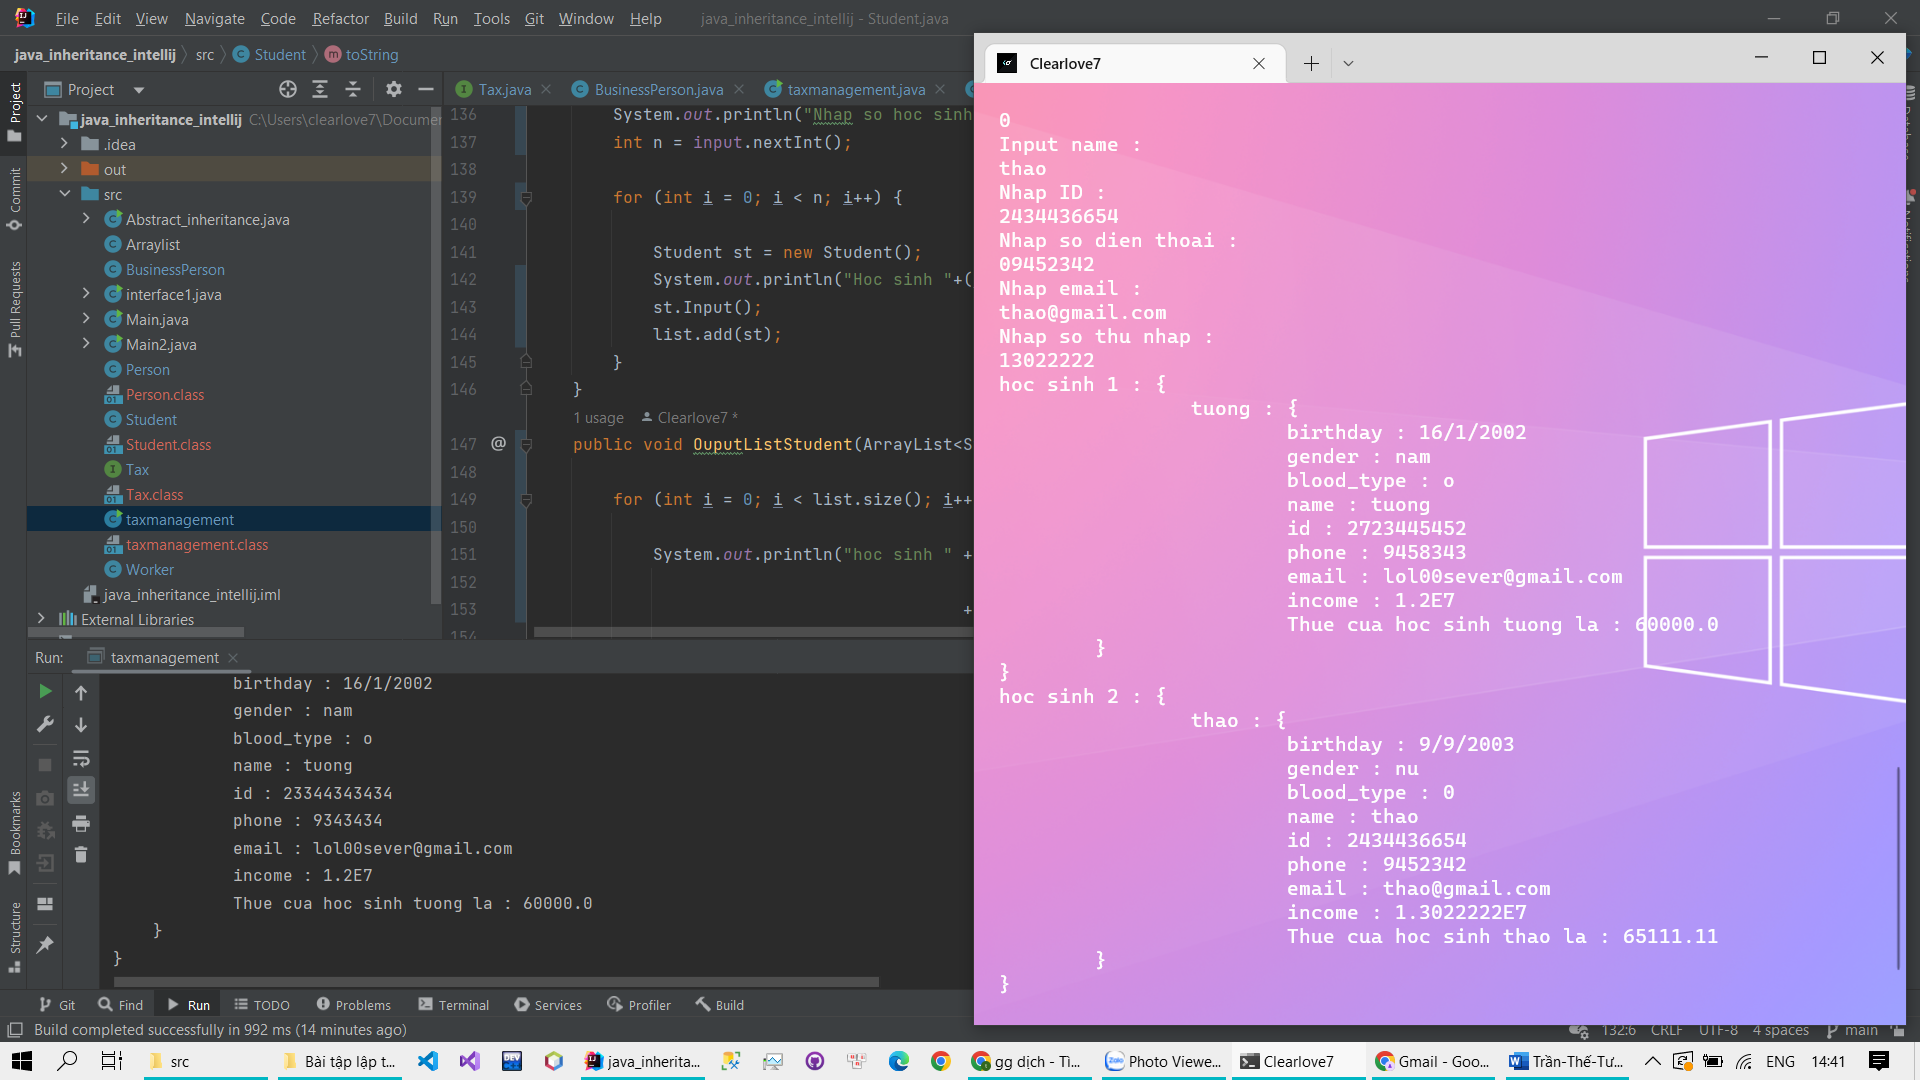 File Edit View Navigate Code Refactor Build Run Tools Git Window Help java_inheritance_intellij - Student.java
java_inheritance_intellij src Student toString
Project
Tax.java BusinessPerson.java taxmanagement.java
java_inheritance_intellij C:\Users\clearlove7\Documen
.idea
out
src
Abstract_inheritance.java
Arraylist
BusinessPerson
interface1.java
Main.java
Main2.java
Person
Person.class
Student
Student.class
Tax
Tax.class
taxmanagement
taxmanagement.class
Worker
java_inheritance_intellij.iml
External Libraries
Project
Commit
Pull Requests
Bookmarks
Structure
136 System.out.println("Nhap so hoc sinh
137 int n = input.nextInt();
138
139 for (int i = 0; i < n; i++) {
140
141 Student st = new Student();
142 System.out.println("Hoc sinh "+(
143 st.Input();
144 list.add(st);
145 }
146 }
1 usage Clearlove7 *
147 @ public void OuputListStudent(ArrayList<S
148
149 for (int i = 0; i < list.size(); i++
150
151 System.out.println("hoc sinh " +
152
153 +
154
Run: taxmanagement
birthday : 16/1/2002
gender : nam
blood_type : o
name : tuong
id : 23344343434
phone : 9343434
email : lol00sever@gmail.com
income : 1.2E7
Thue cua hoc sinh tuong la : 60000.0
}
}
Git Find Run TODO Problems Terminal Services Profiler Build
Build completed successfully in 992 ms (14 minutes ago)
132:6 CRLF UTF-8 4 spaces main
Clearlove7
0
Input name :
thao
Nhap ID :
2434436654
Nhap so dien thoai :
09452342
Nhap email :
thao@gmail.com
Nhap so thu nhap :
13022222
hoc sinh 1 : {
tuong : {
birthday : 16/1/2002
gender : nam
blood_type : o
name : tuong
id : 2723445452
phone : 9458343
email : lol00sever@gmail.com
income : 1.2E7
Thue cua hoc sinh tuong la : 60000.0
}
}
hoc sinh 2 : {
thao : {
birthday : 9/9/2003
gender : nu
blood_type : 0
name : thao
id : 2434436654
phone : 9452342
email : thao@gmail.com
income : 1.3022222E7
Thue cua hoc sinh thao la : 65111.11
}
}
src Bài tập lập t... DEV C++ java_inherita... gg dịch - Ti... Zalo Photo Viewe... Clearlove7 Gmail - Goo... Trần-Thế-Tư... ENG 14:41